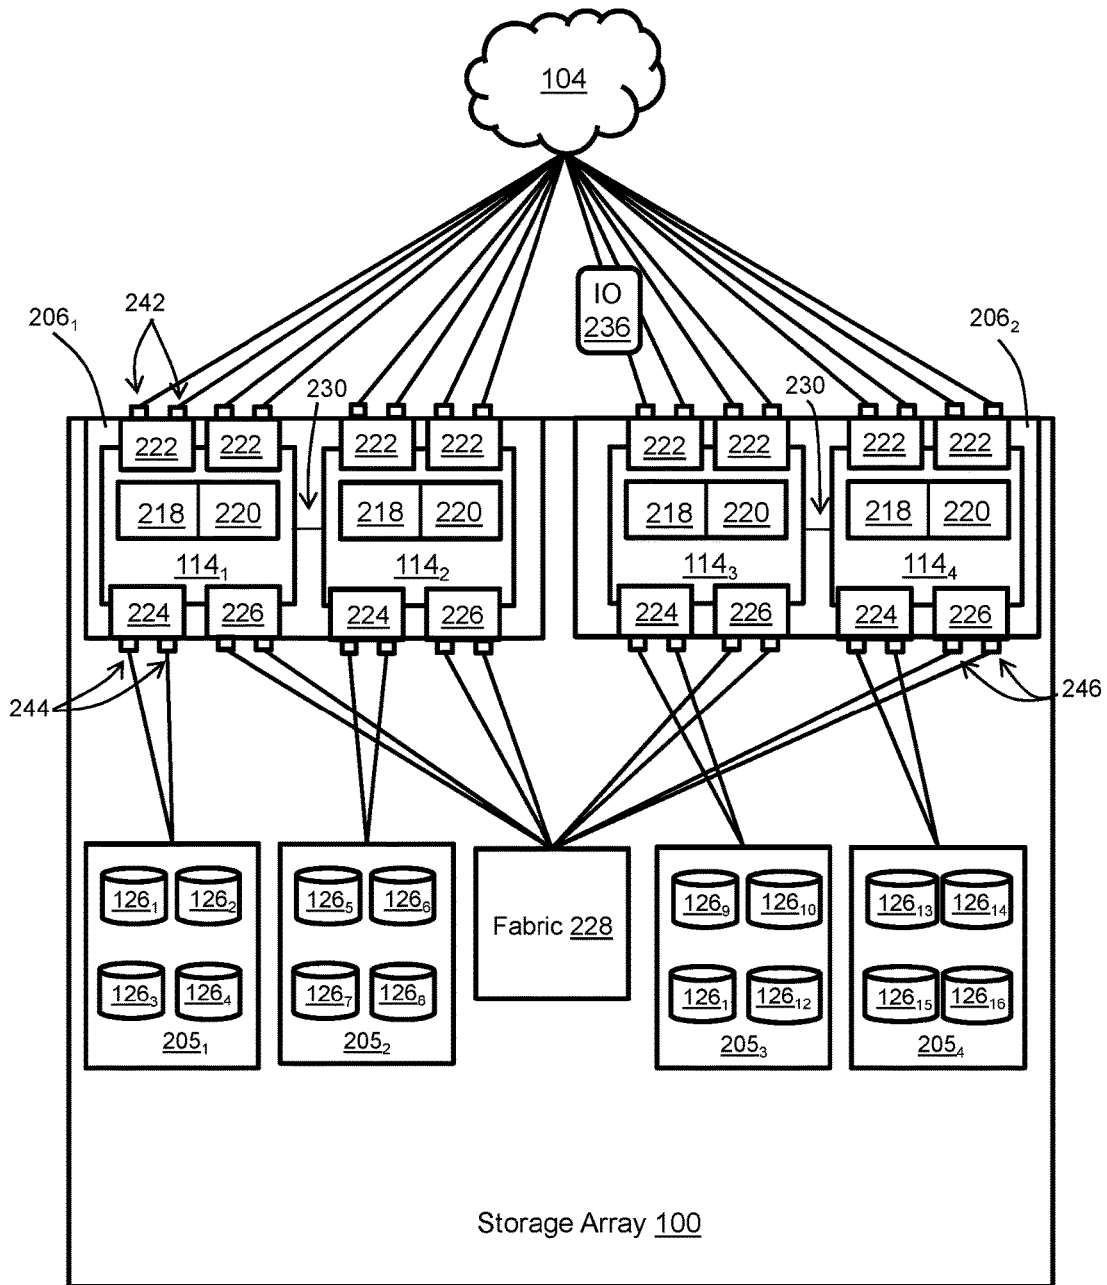 104
IO
236
242
206₁
206₂
230
230
222 222 222 222 222 222 222 222
218 220 218 220 218 220 218 220
114₁ 114₂ 114₃ 114₄
224 226 224 226 224 226 224 226
244
246
126₁ 126₂ 126₅ 126₆ 126₉ 126₁₀ 126₁₃ 126₁₄
Fabric 228
126₃ 126₄ 126₇ 126₈ 126₁ 126₁₂ 126₁₅ 126₁₆
205₁ 205₂ 205₃ 205₄
Storage Array 100